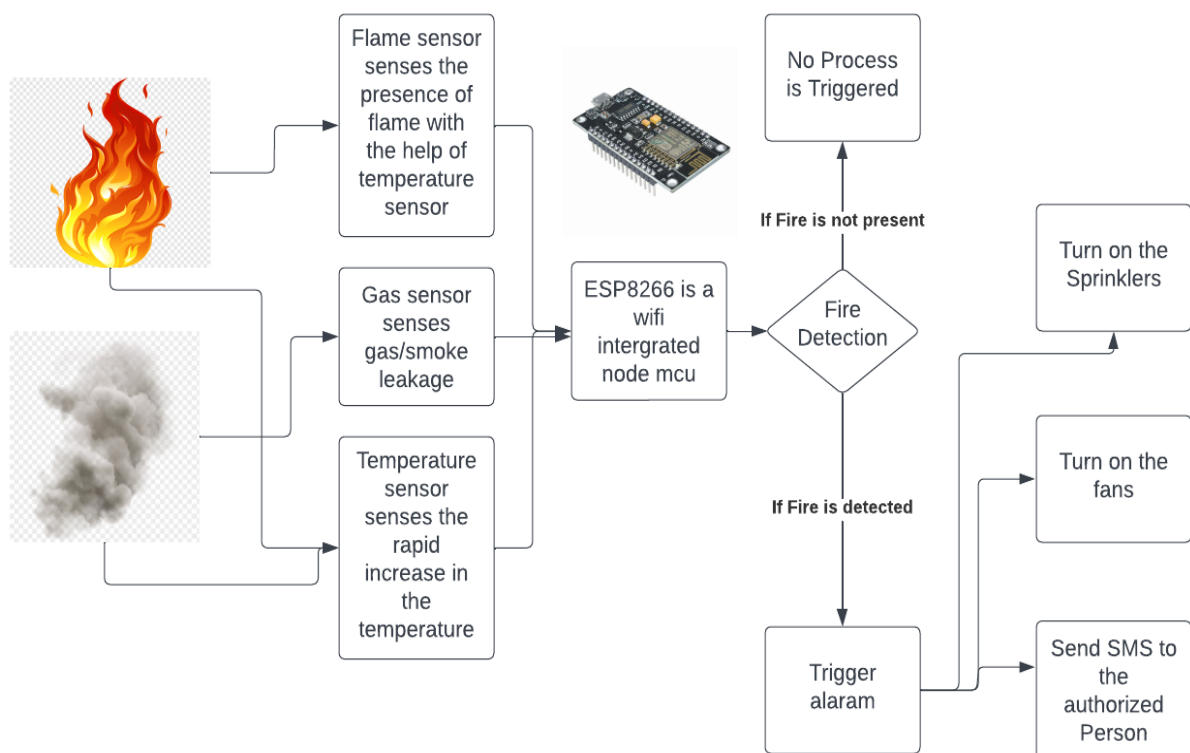 Flame sensor
senses the
presence of
flame with
the help of
temperature
sensor
Gas sensor
senses
gas/smoke
leakage
Temperature
sensor
senses the
rapid
increase in
the
temperature
ESP8266 is a
wifi
intergrated
node mcu
No Process
is Triggered
If Fire is not present
Fire
Detection
If Fire is detected
Trigger
alaram
Turn on the
Sprinklers
Turn on the
fans
Send SMS to
the
authorized
Person